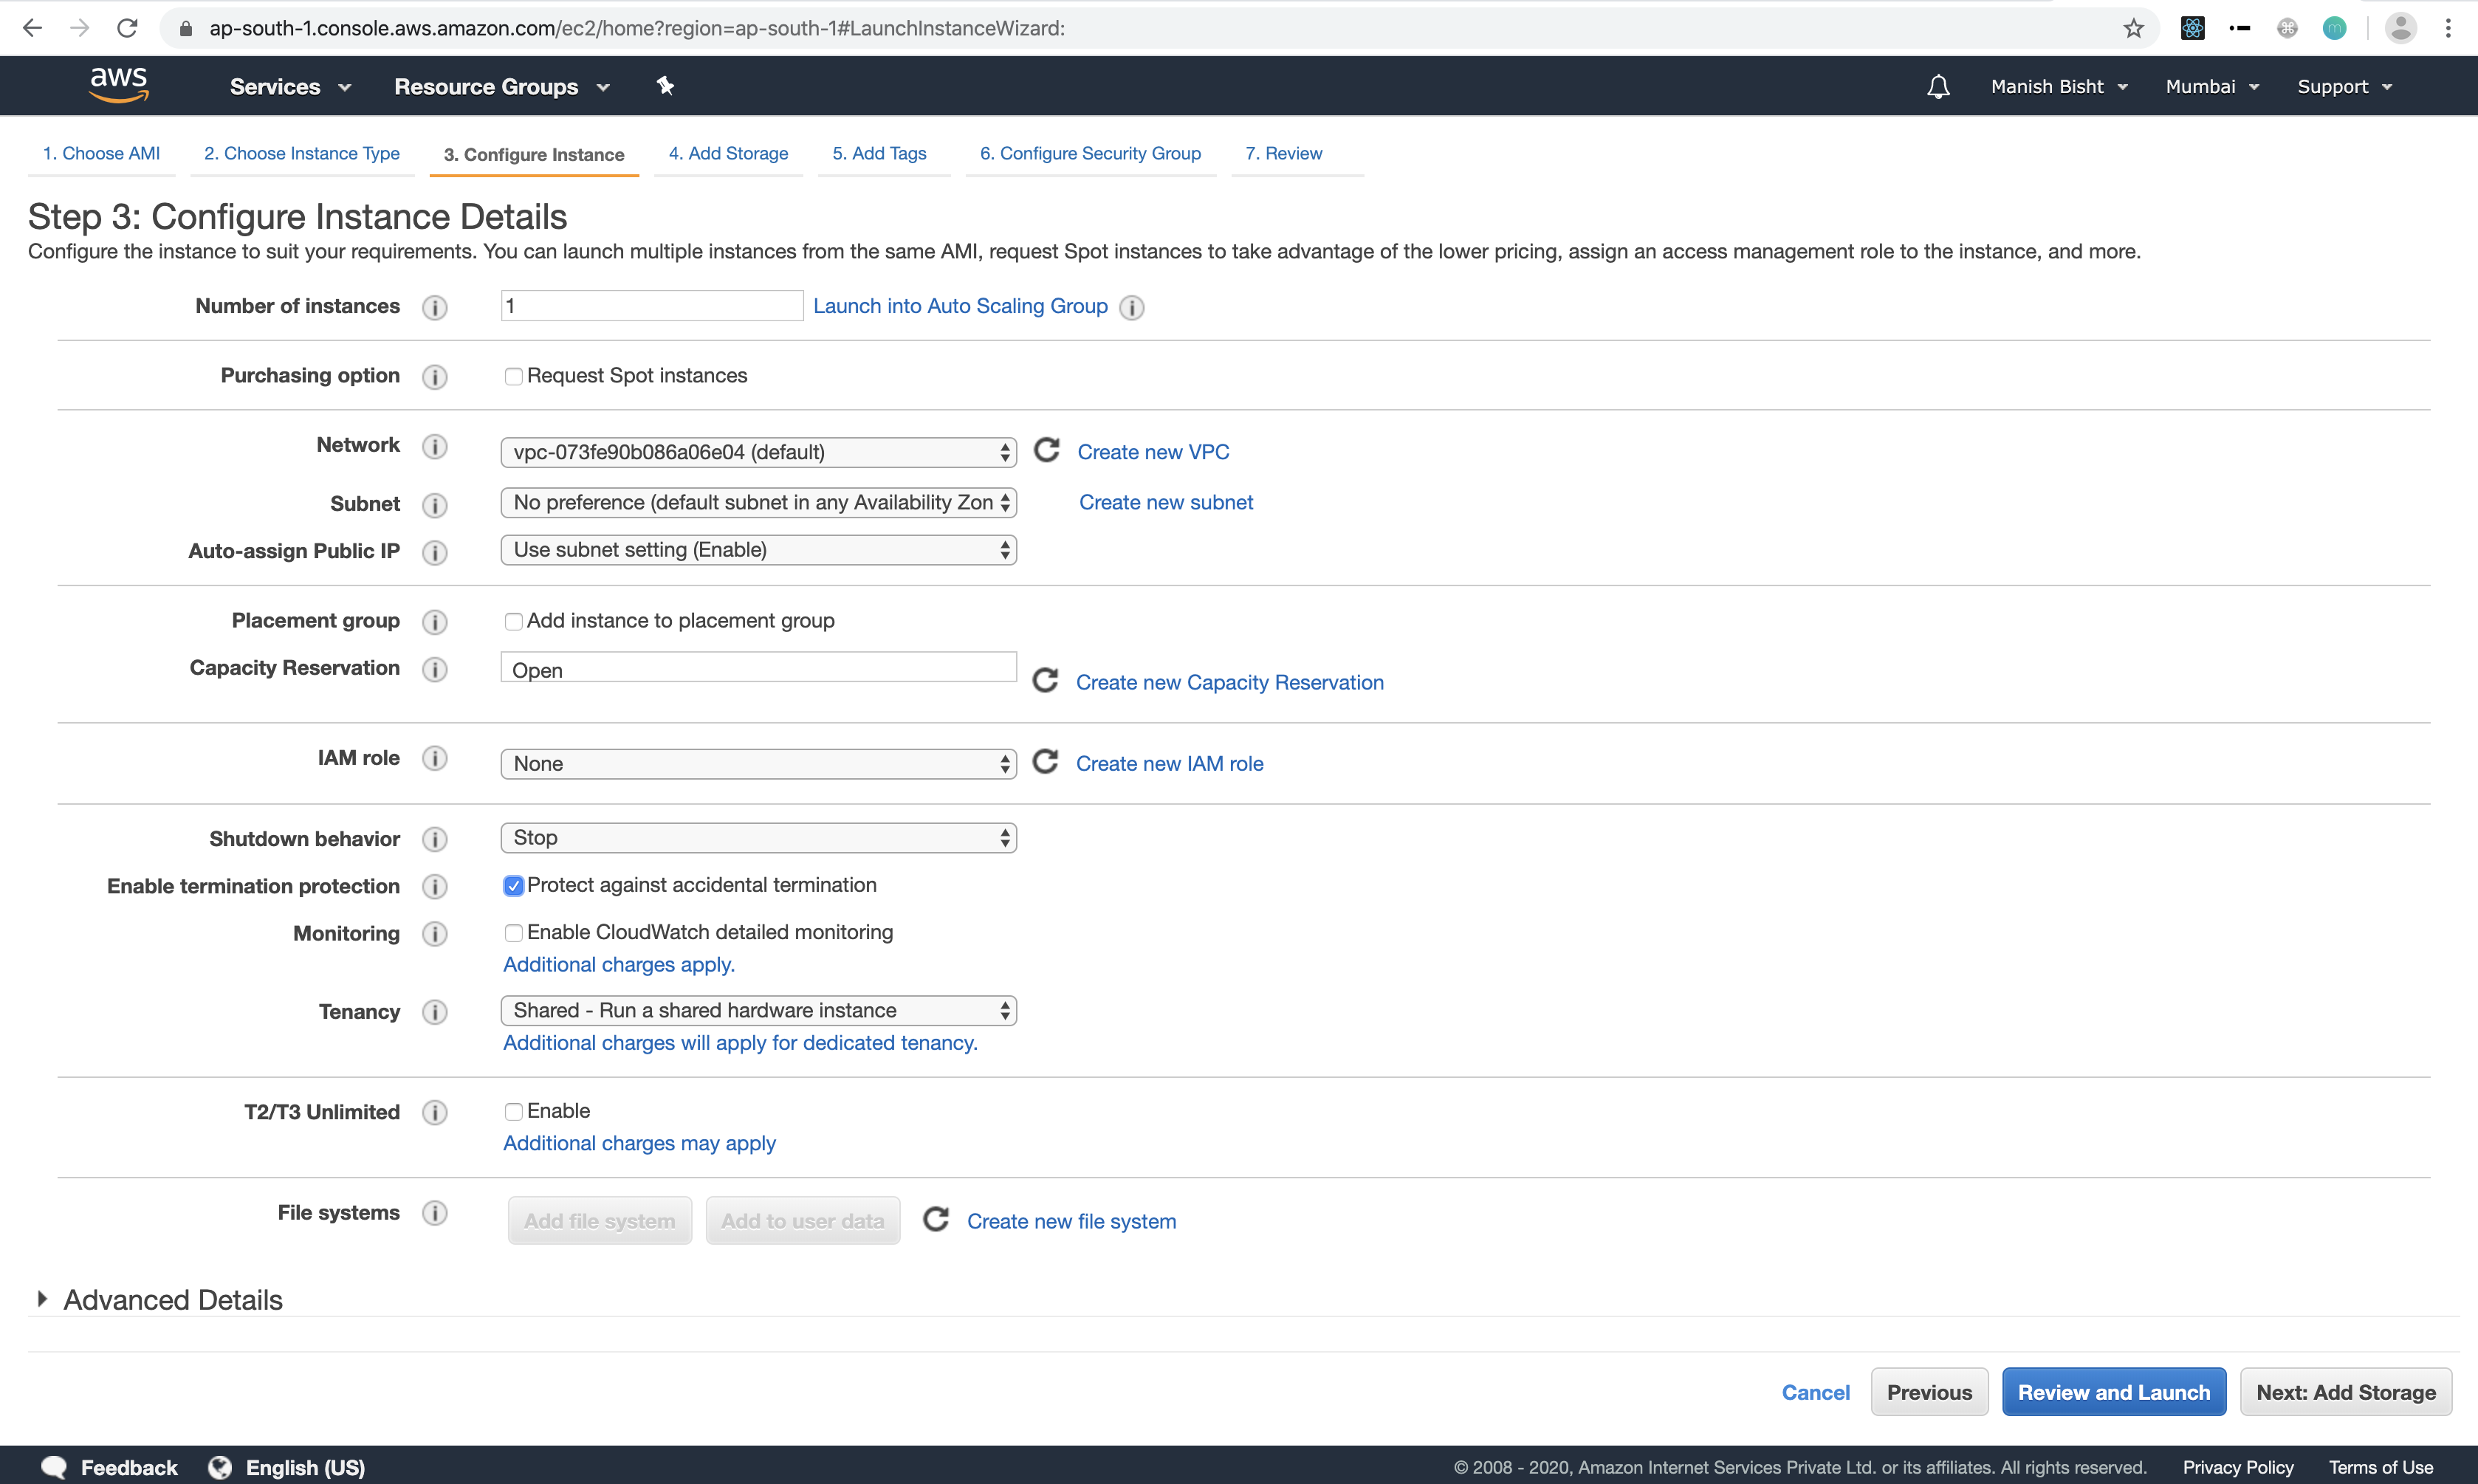 ap-south-1.console.aws.amazon.com/ec2/home?region=ap-south-1#LaunchInstanceWizard:
aws Services Resource Groups Manish Bisht Mumbai Support
1. Choose AMI 2. Choose Instance Type 3. Configure Instance 4. Add Storage 5. Add Tags 6. Configure Security Group 7. Review
Step 3: Configure Instance Details
Configure the instance to suit your requirements. You can launch multiple instances from the same AMI, request Spot instances to take advantage of the lower pricing, assign an access management role to the instance, and more.
Number of instances 1 Launch into Auto Scaling Group
Purchasing option Request Spot instances
Network vpc-073fe90b086a06e04 (default) Create new VPC
Subnet No preference (default subnet in any Availability Zon Create new subnet
Auto-assign Public IP Use subnet setting (Enable)
Placement group Add instance to placement group
Capacity Reservation Open Create new Capacity Reservation
IAM role None Create new IAM role
Shutdown behavior Stop
Enable termination protection Protect against accidental termination
Monitoring Enable CloudWatch detailed monitoring
Additional charges apply.
Tenancy Shared - Run a shared hardware instance
Additional charges will apply for dedicated tenancy.
T2/T3 Unlimited Enable
Additional charges may apply
File systems Add file system Add to user data Create new file system
Advanced Details
Cancel Previous Review and Launch Next: Add Storage
Feedback English (US) © 2008 - 2020, Amazon Internet Services Private Ltd. or its affiliates. All rights reserved. Privacy Policy Terms of Use